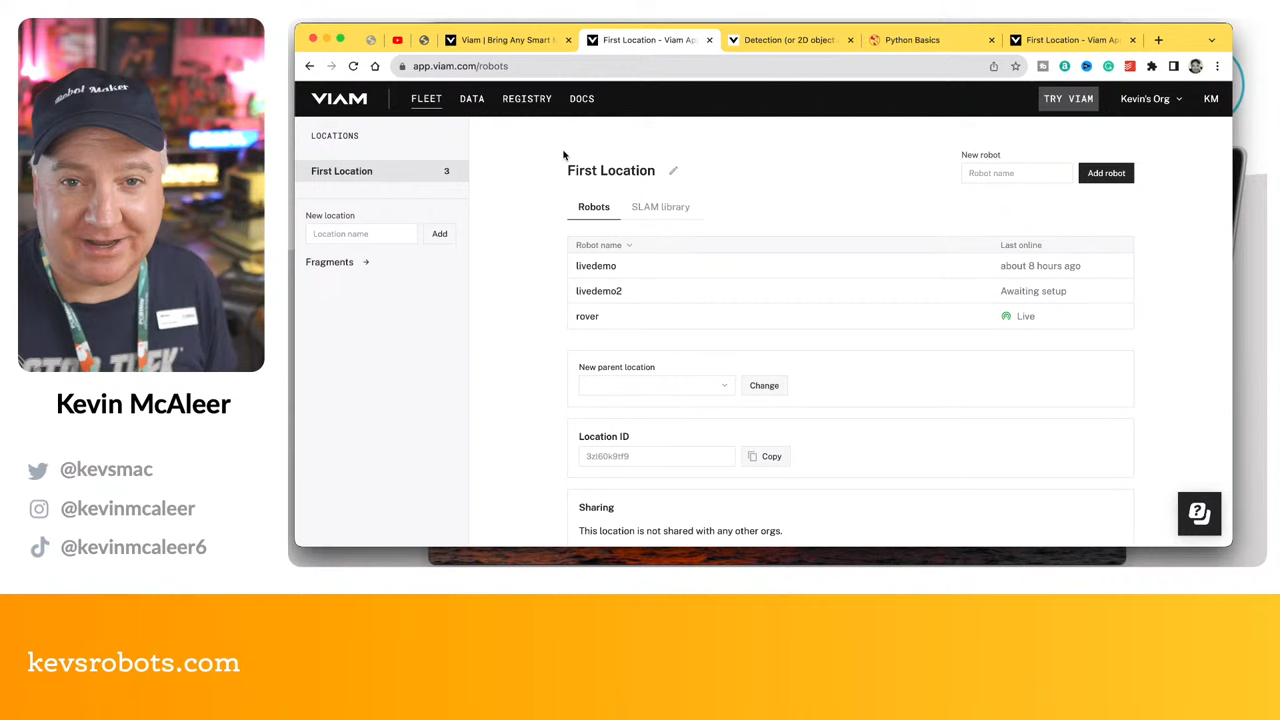 Robot Maker
Kevin McAleer
@kevsmac
@kevinmcaleer
@kevinmcaleer6
kevsrobots.com
Viam | Bring Any Smart M
First Location - Viam Ap
Detection (or 2D object
Python Basics
First Location - Viam Ap
app.viam.com/robots
VIAM
FLEET
DATA
REGISTRY
DOCS
TRY VIAM
Kevin's Org
KM
LOCATIONS
First Location 3
New location
Location name
Add
Fragments
First Location
New robot
Robot name
Add robot
Robots
SLAM library
Robot name
Last online
livedemo
about 8 hours ago
livedemo2
Awaiting setup
rover
Live
New parent location
Change
Location ID
3zl60k9tf9
Copy
Sharing
This location is not shared with any other orgs.